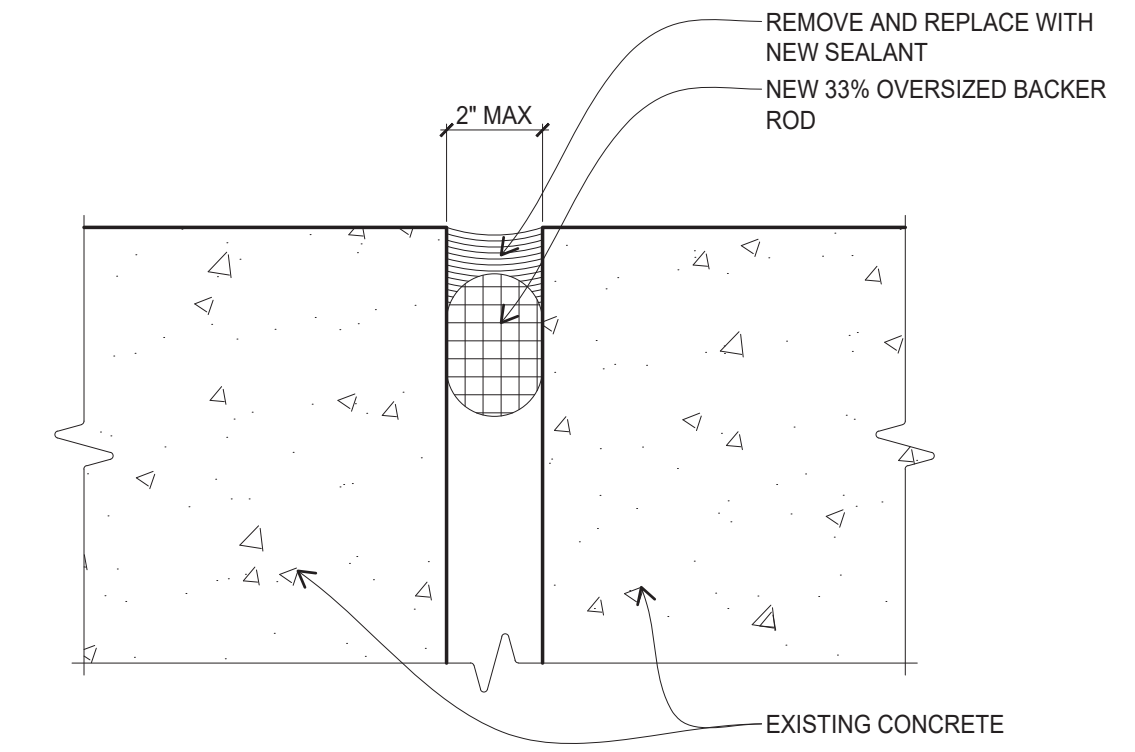 REMOVE AND REPLACE WITH
NEW SEALANT
NEW 33% OVERSIZED BACKER
ROD
2" MAX
EXISTING CONCRETE